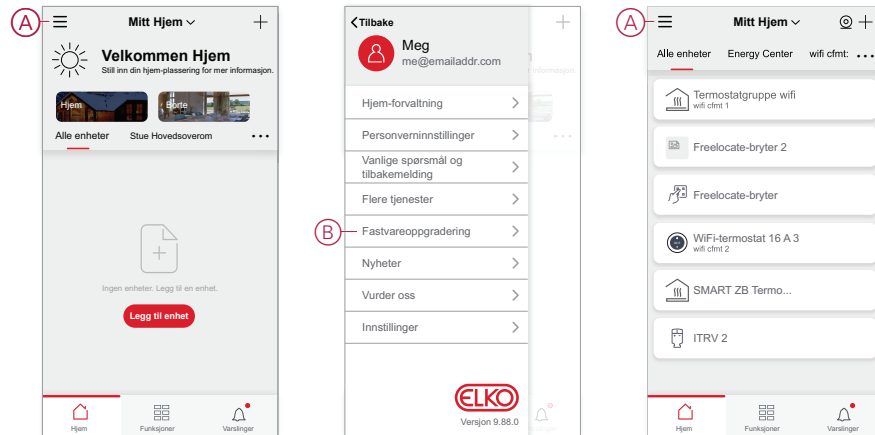 A
Mitt Hjem
Velkommen Hjem
Still inn din hjem-plassering for mer informasjon.
Hjem
Borte
Alle enheter Stue Hovedsoverom ...
Ingen enheter. Legg til en enhet.
Legg til enhet
Hjem Funksjoner Varslinger
Tilbake
Meg
me@emailaddr.com
Hjem-forvaltning
Personverninnstillinger
Vanlige spørsmål og
tilbakemelding
Flere tjenester
B
Fastvareoppgradering
Nyheter
Vurder oss
Innstillinger
ELKO
Versjon 9.88.0
A
Mitt Hjem
Alle enheter Energy Center wifi cfmt: ...
Termostatgruppe wifi
wifi cfmt 1
Freelocate-bryter 2
Freelocate-bryter
WiFi-termostat 16 A 3
wifi cfmt 2
SMART ZB Termo...
ITRV 2
Hjem Funksjoner Varslinger